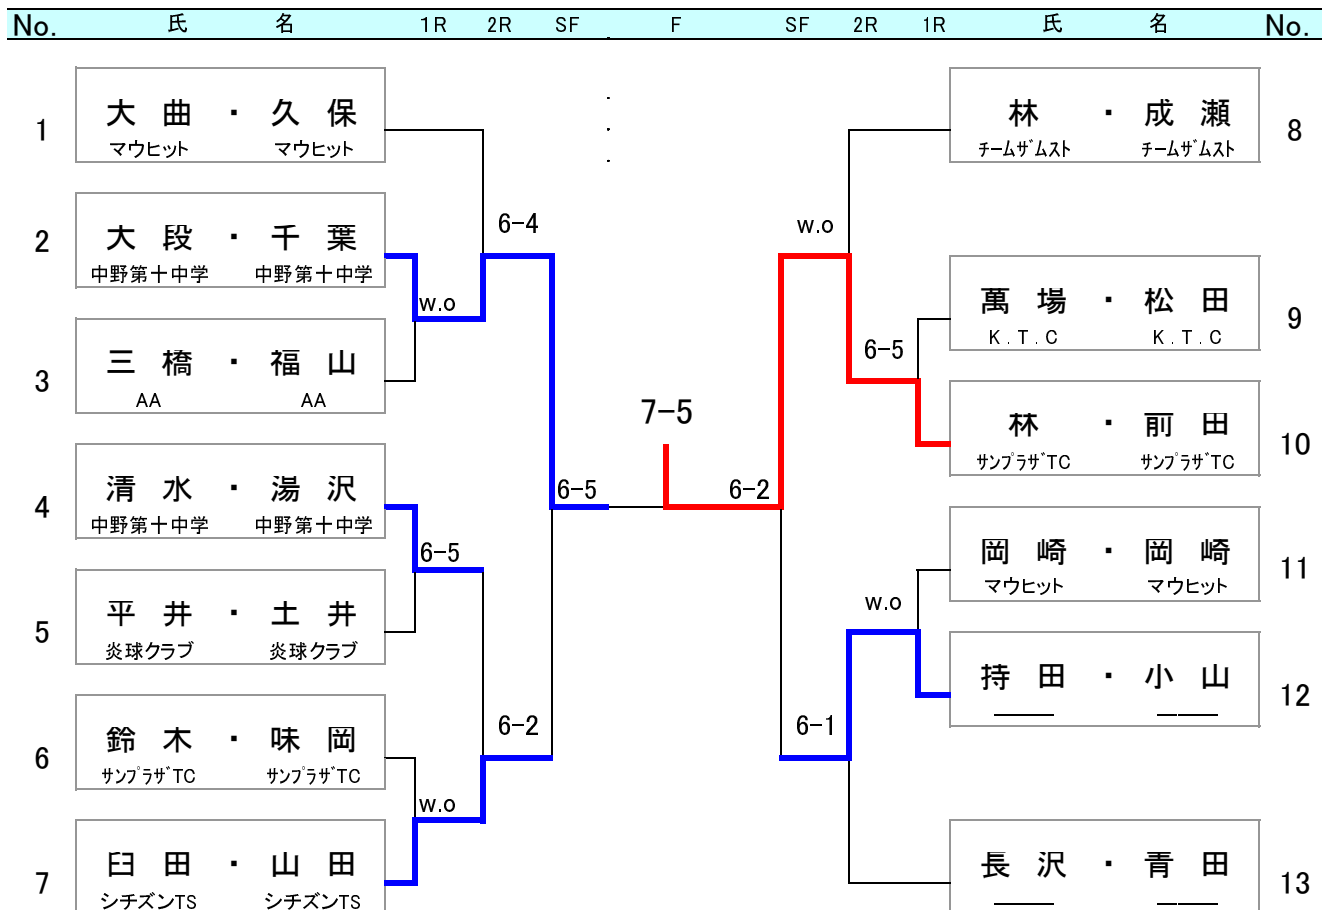 No. 氏 名 1R 2R SF F SF 2R 1R 氏 名 No.
1 大 曲 ・ 久 保
マウヒット マウヒット
林 ・ 成 瀬 8
チームザムスト チームザムスト
2 大 段 ・ 千 葉
中野第十中学 中野第十中学
6-4
w.o
w.o
萬 場 ・ 松 田 9
K.T.C K.T.C
3 三 橋 ・ 福 山
AA AA
6-5
7-5
林 ・ 前 田 10
サンプラザTC サンプラザTC
4 清 水 ・ 湯 沢
中野第十中学 中野第十中学
6-5
6-2
6-5
岡 崎 ・ 岡 崎 11
マウヒット マウヒット
5 平 井 ・ 土 井
炎球クラブ 炎球クラブ
w.o
持 田 ・ 小 山 12
6 鈴 木 ・ 味 岡
サンプラザTC サンプラザTC
6-2
6-1
w.o
7 臼 田 ・ 山 田
シチズンTS シチズンTS
長 沢 ・ 青 田 13